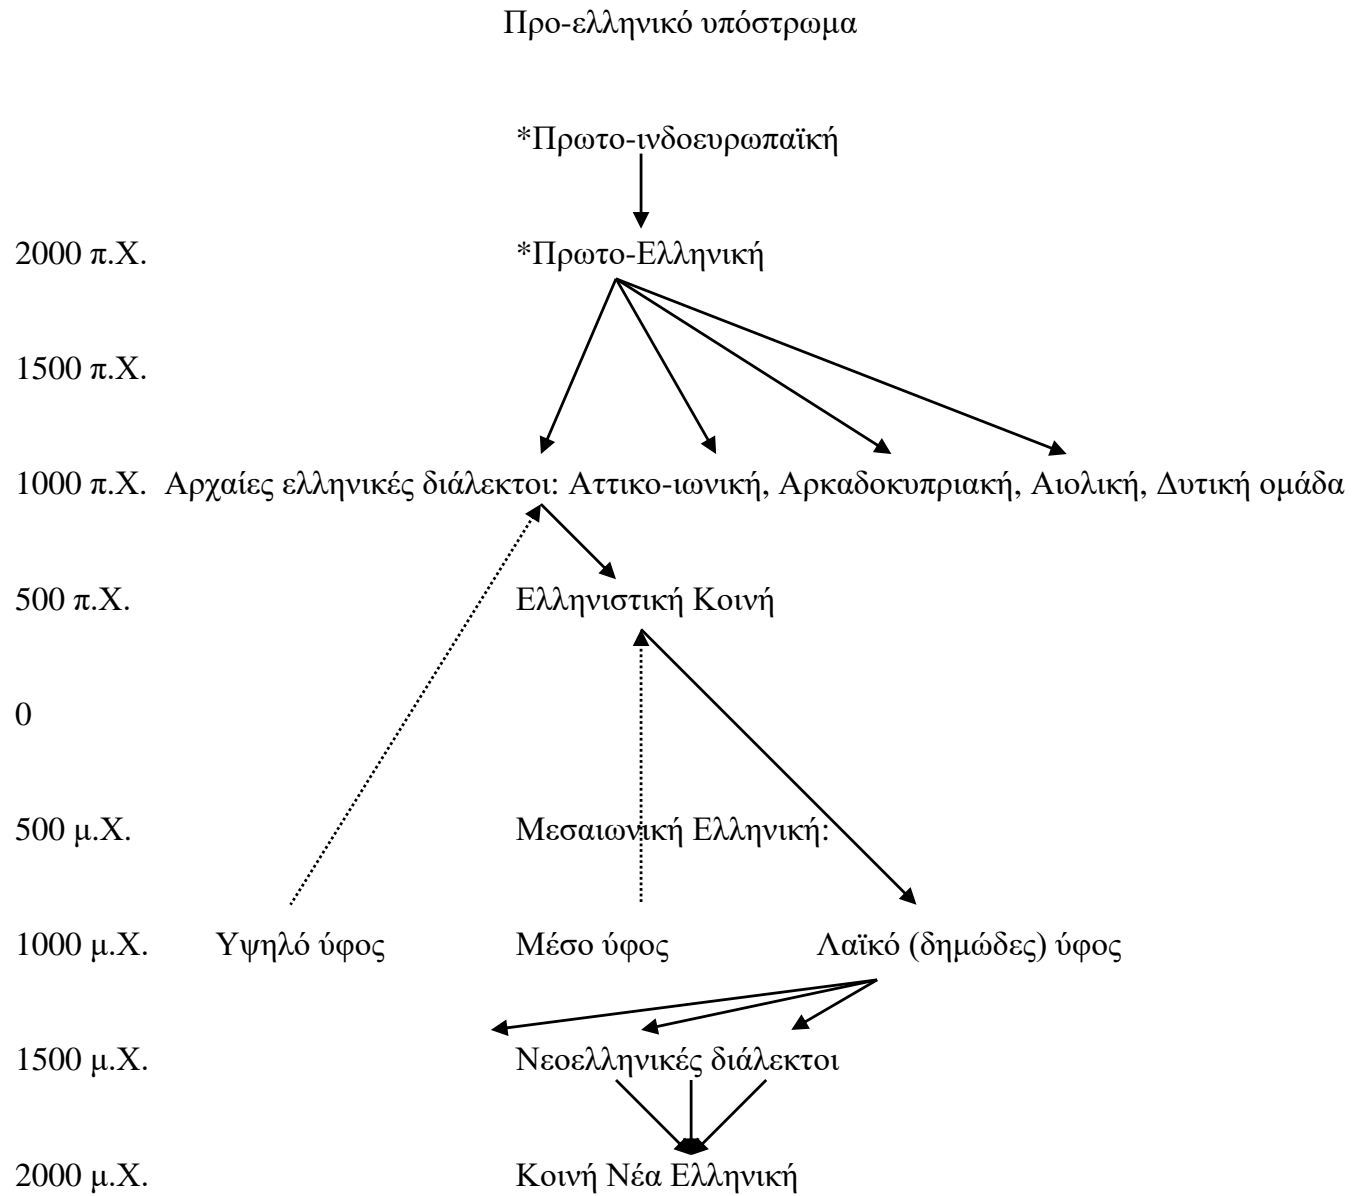 Προ-ελληνικό υπόστρωμα
*Πρωτο-ινδοευρωπαϊκή
2000 π.Χ. *Πρωτο-Ελληνική
1500 π.Χ.
1000 π.Χ. Αρχαίες ελληνικές διάλεκτοι: Αττικο-ιωνική, Αρκαδοκυπριακή, Αιολική, Δυτική ομάδα
500 π.Χ. Ελληνιστική Κοινή
0
500 μ.Χ. Μεσαιωνική Ελληνική:
1000 μ.Χ. Υψηλό ύφος Μέσο ύφος Λαϊκό (δημώδες) ύφος
1500 μ.Χ. Νεοελληνικές διάλεκτοι
2000 μ.Χ. Κοινή Νέα Ελληνική